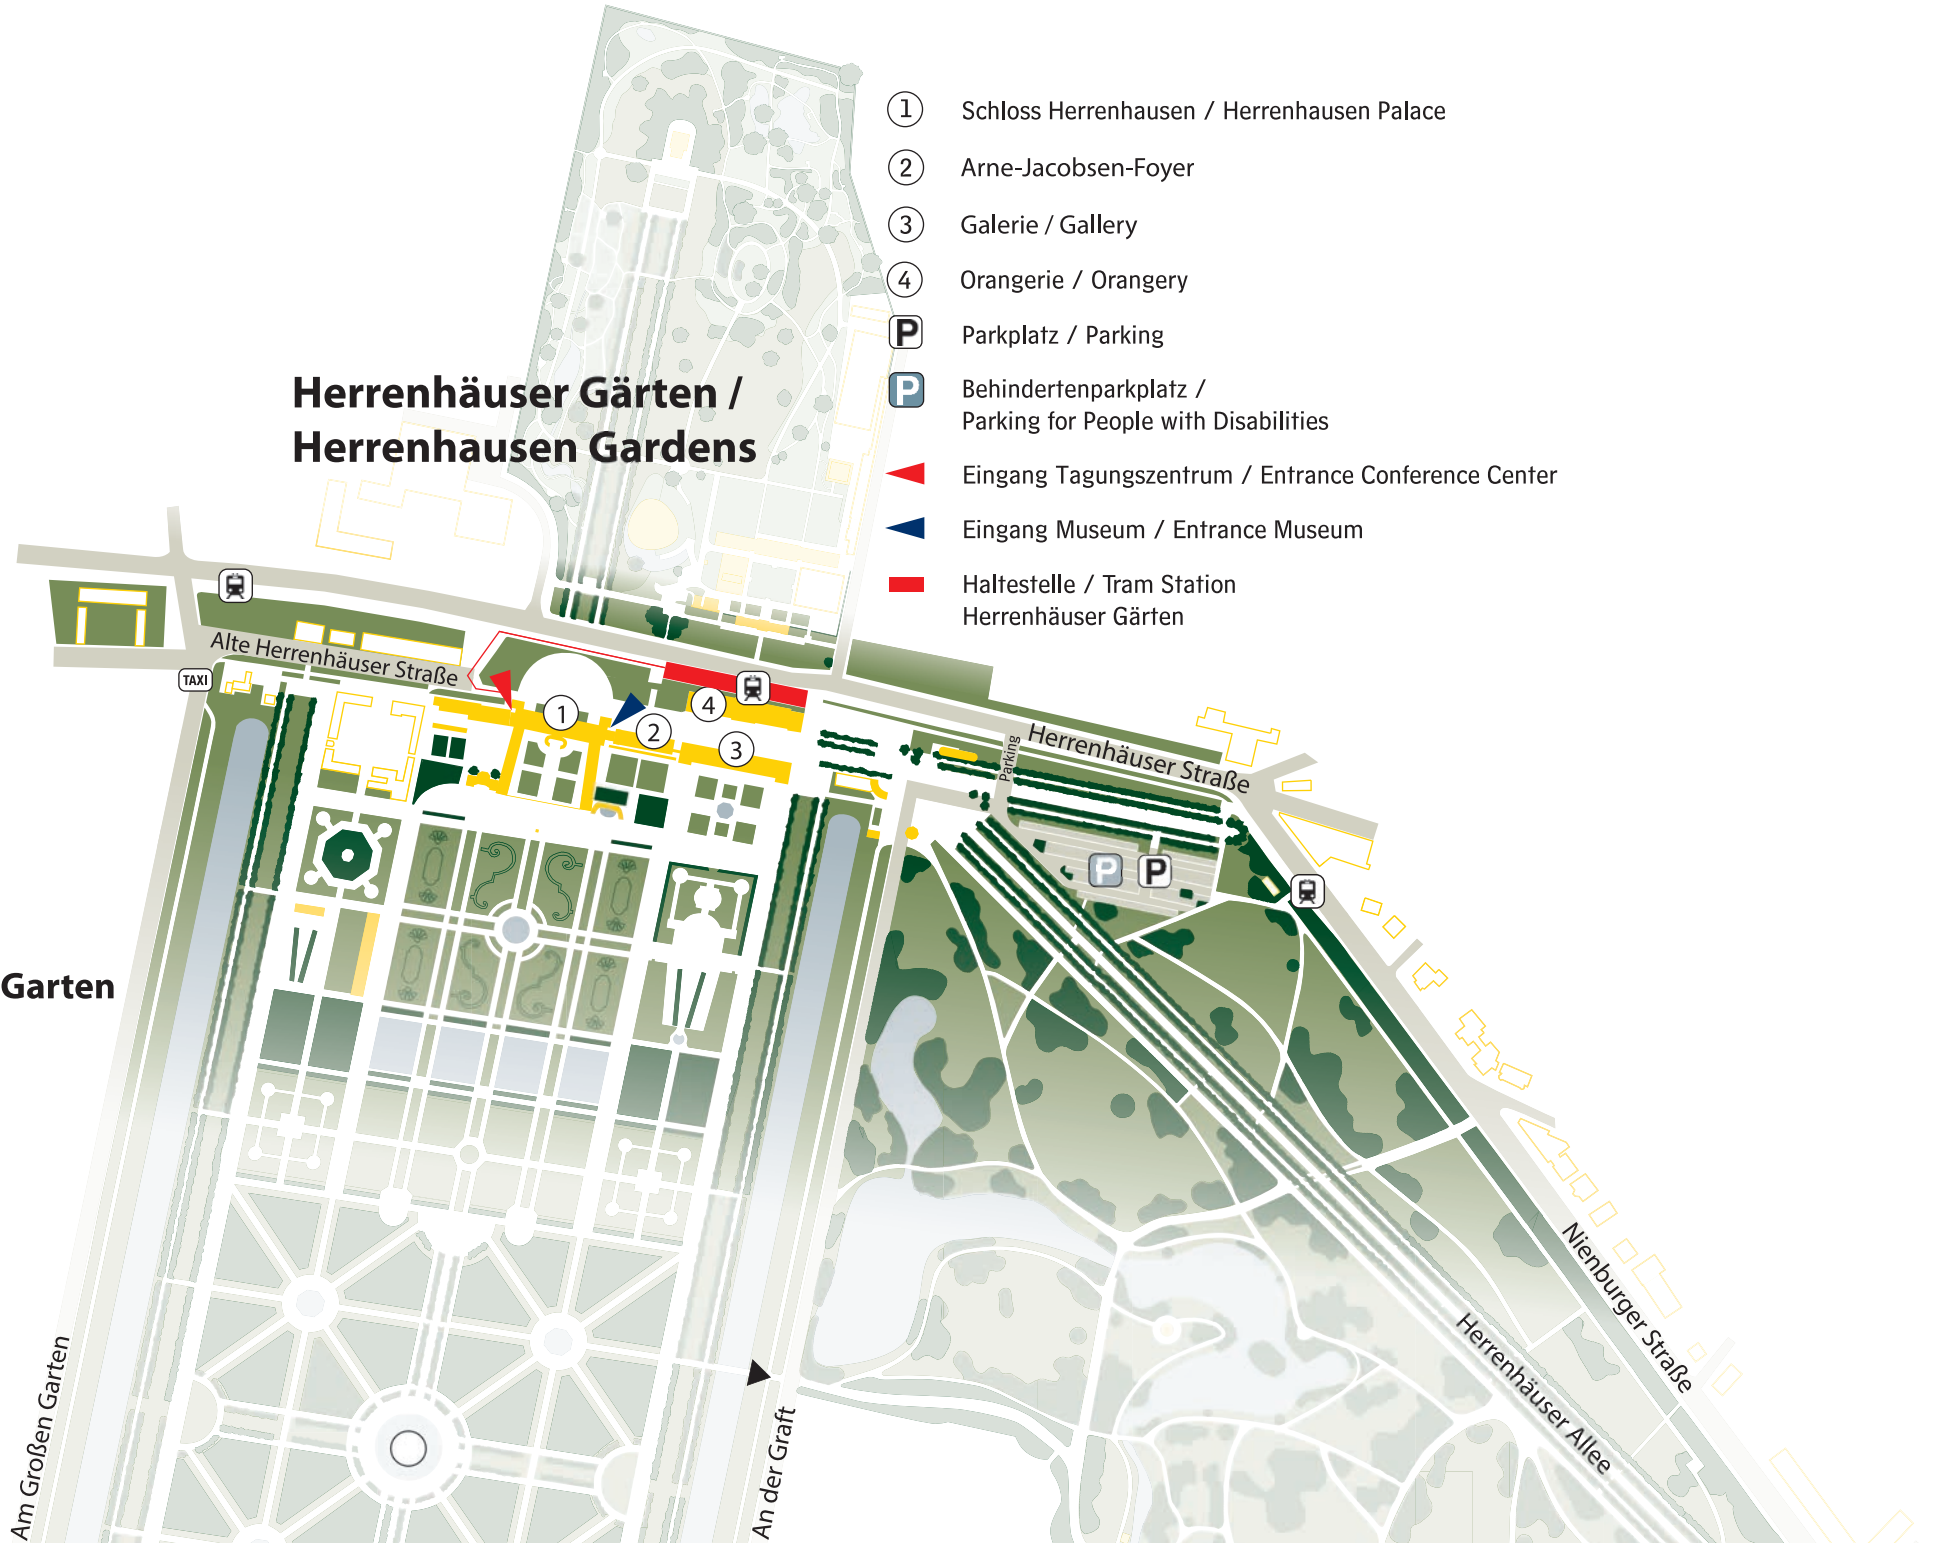 1 Schloss Herrenhausen / Herrenhausen Palace
2 Arne-Jacobsen-Foyer
3 Galerie / Gallery
4 Orangerie / Orangery
P Parkplatz / Parking
P Behindertenparkplatz /
Parking for People with Disabilities
Eingang Tagungszentrum / Entrance Conference Center
Eingang Museum / Entrance Museum
Haltestelle / Tram Station
Herrenhäuser Gärten
Herrenhäuser Gärten /
Herrenhausen Gardens
Alte Herrenhäuser Straße
TAXI
1
2
3
4
Herrenhäuser Straße
Parking
P
P
Garten
Nienburger Straße
Herrenhäuser Allee
Am Großen Garten
An der Graft